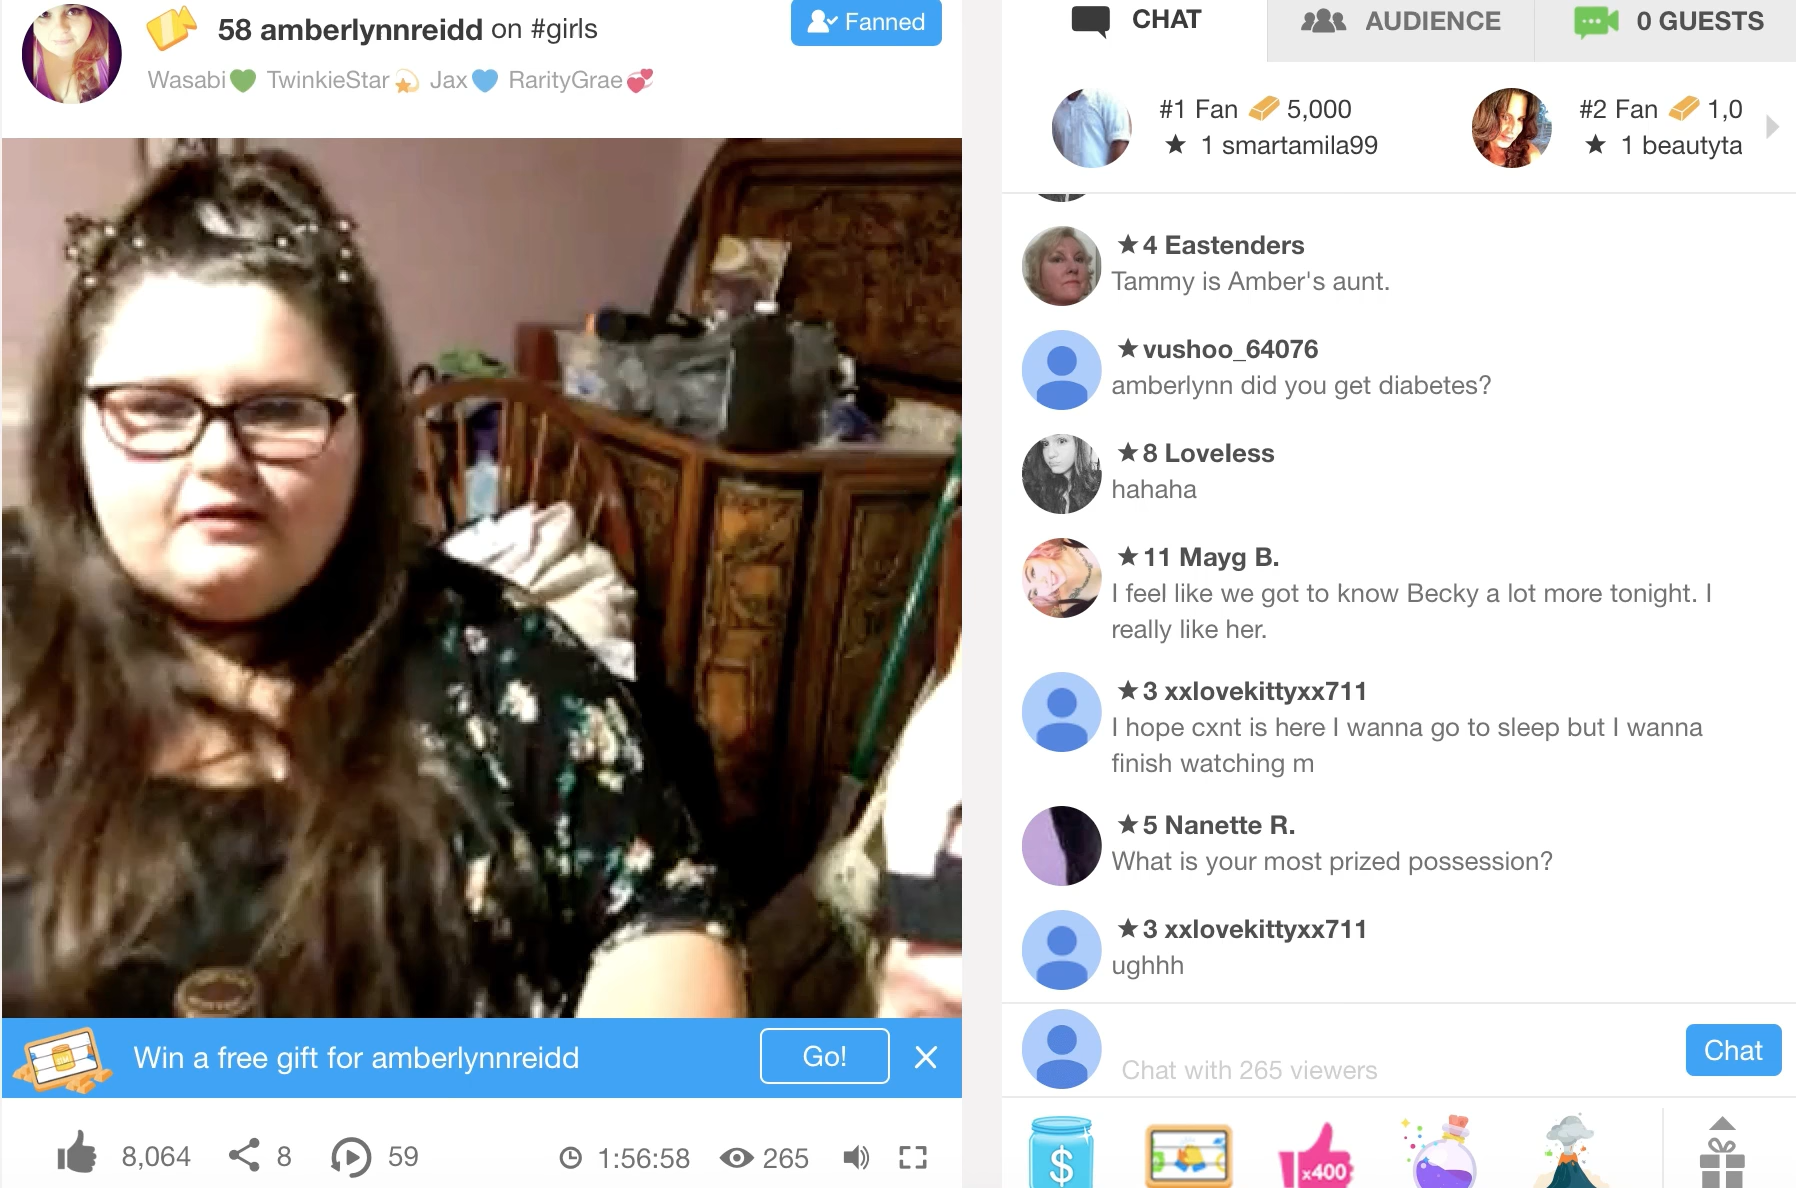 58 amberlynnreidd on #girls
Fanned
Wasabi💚 TwinkieStar💫 Jax💙 RarityGrae💞
Win a free gift for amberlynnreidd
Go!
8,064
8
59
1:56:58
265
CHAT
AUDIENCE
0 GUESTS
#1 Fan 5,000
★ 1 smartamila99
#2 Fan 1,0
★ 1 beautyta
★4 Eastenders
Tammy is Amber's aunt.
★vushoo_64076
amberlynn did you get diabetes?
★8 Loveless
hahaha
★11 Mayg B.
I feel like we got to know Becky a lot more tonight. I
really like her.
★3 xxlovekittyxx711
I hope cxnt is here I wanna go to sleep but I wanna
finish watching m
★5 Nanette R.
What is your most prized possession?
★3 xxlovekittyxx711
ughhh
Chat with 265 viewers
Chat
$
x400